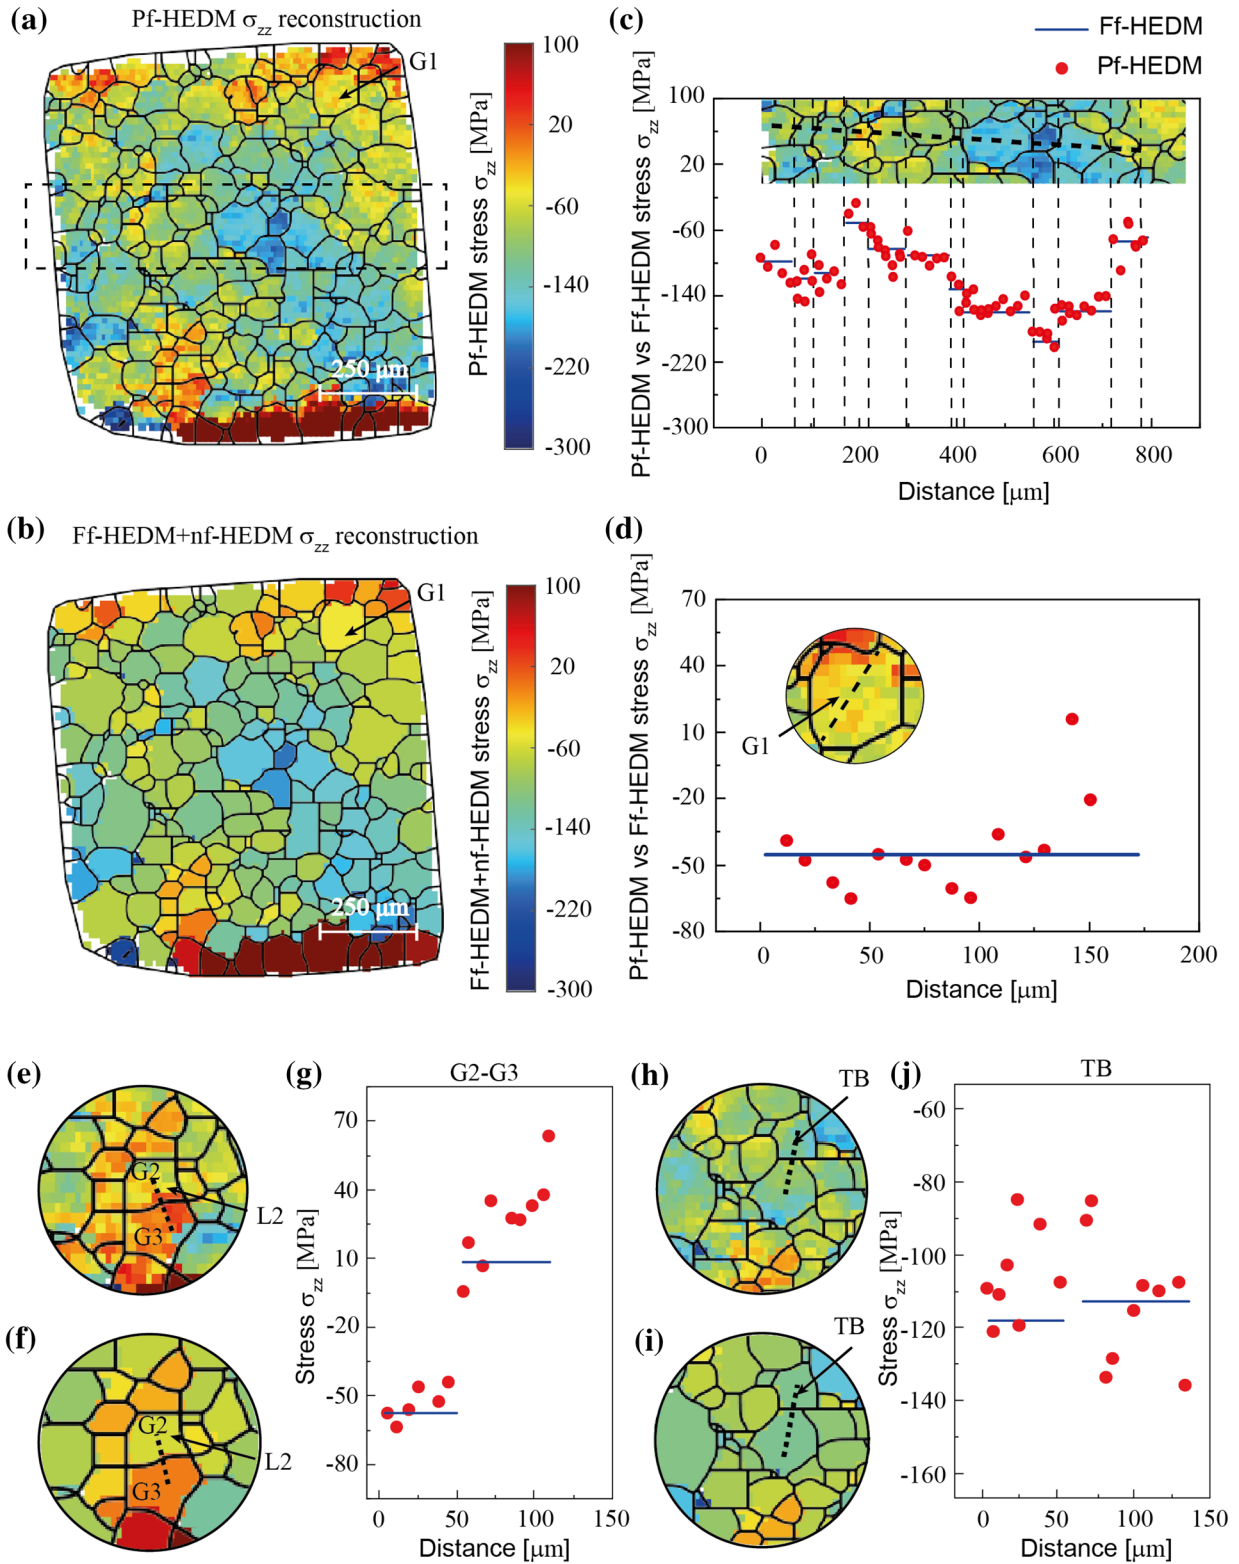 (a)
Pf-HEDM σzz reconstruction
G1
250 μm
100
20
-60
-140
-220
-300
Pf-HEDM stress σzz [MPa]
(c)
Ff-HEDM
Pf-HEDM
Pf-HEDM vs Ff-HEDM stress σzz [MPa]
100
20
-60
-140
-220
-300
0
200
400
600
800
Distance [μm]
(b)
Ff-HEDM+nf-HEDM σzz reconstruction
G1
250 μm
100
20
-60
-140
-220
-300
Ff-HEDM+nf-HEDM stress σzz [MPa]
(d)
Pf-HEDM vs Ff-HEDM stress σzz [MPa]
70
40
10
-20
-50
-80
G1
0
50
100
150
200
Distance [μm]
(e)
G2
G3
L2
(f)
G2
G3
L2
(g)
G2-G3
Stress σzz [MPa]
70
40
10
-20
-50
-80
0
50
100
150
Distance [μm]
(h)
TB
(i)
TB
(j)
TB
Stress σzz [MPa]
-60
-80
-100
-120
-140
-160
0
50
100
150
Distance [μm]